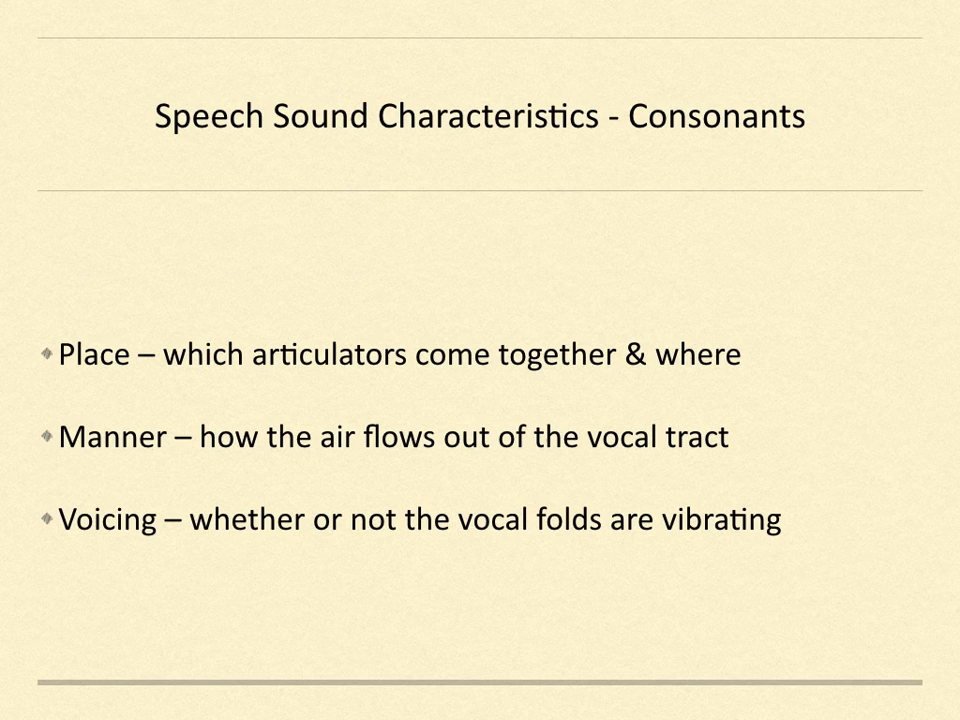 Speech Sound Characteristics - Consonants
Place – which articulators come together & where
Manner – how the air flows out of the vocal tract
Voicing – whether or not the vocal folds are vibrating